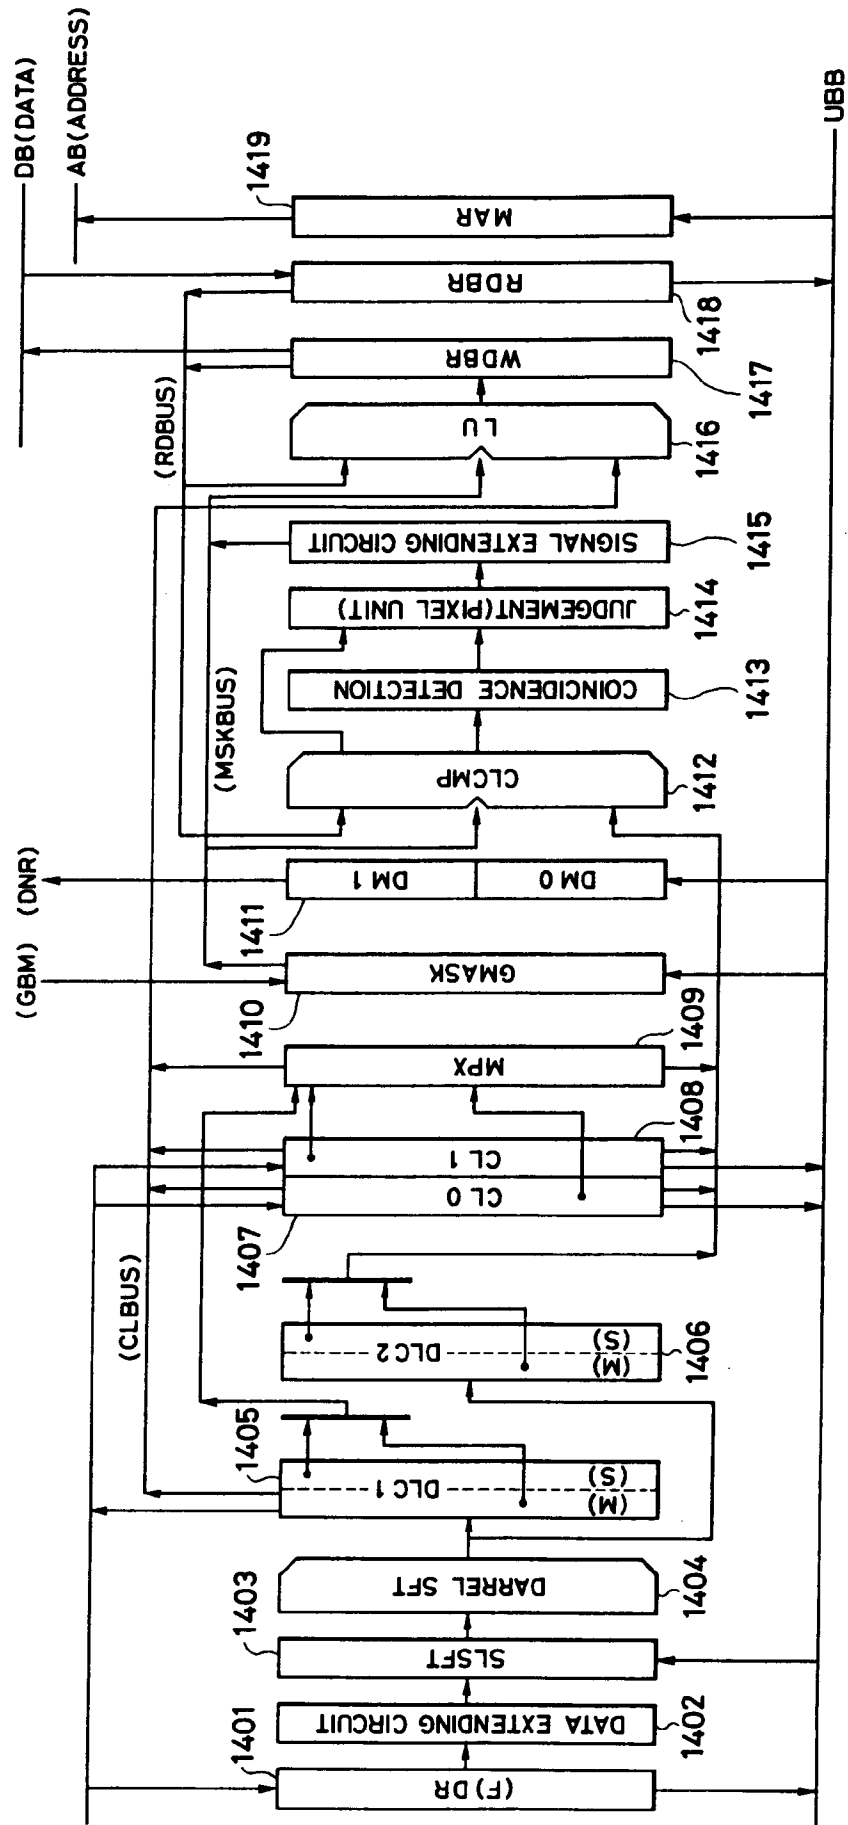 DB(DATA)
AB(ADDRESS)
UBB
1419
MAR
RDBR
1418
WDBR
1417
(RDBUS)
LU
1416
SIGNAL EXTENDING CIRCUIT
1415
JUDGEMENT(PIXEL UNIT)
1414
COINCIDENCE DETECTION
1413
(MSKBUS)
CLCMP
1412
(DNR)
DM 1
DM 0
1411
(GBM)
GMASK
1410
MPX
1409
CL 1
1408
CL 0
1407
(CLBUS)
DLC 2
(M)
(S)
1406
1405
DLC 1
(M)
(S)
DARREL SFT
1404
1403
SLSFT
DATA EXTENDING CIRCUIT
1402
1401
(F) DR